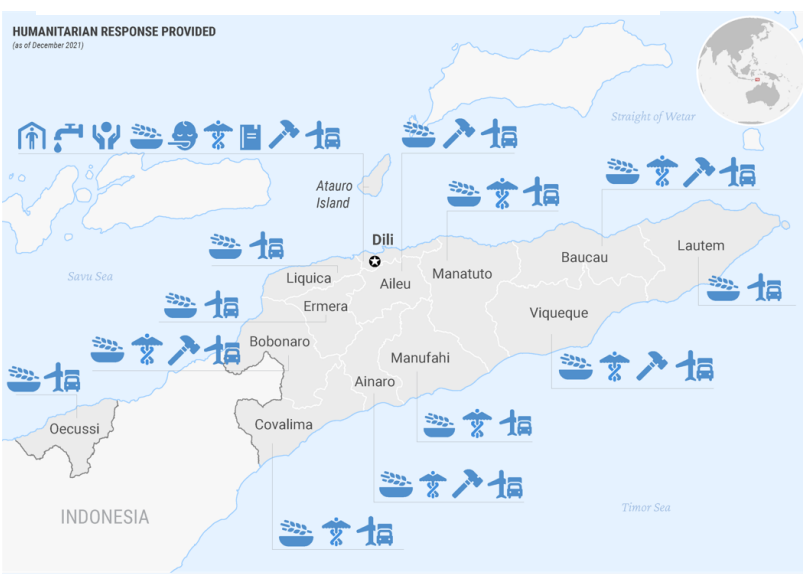 HUMANITARIAN RESPONSE PROVIDED
(as of December 2021)
Straight of Wetar
Atauro
Island
Dili
Savu Sea
Liquica
Aileu
Manatuto
Baucau
Lautem
Ermera
Viqueque
Bobonaro
Manufahi
Ainaro
Oecussi
Covalima
INDONESIA
Timor Sea